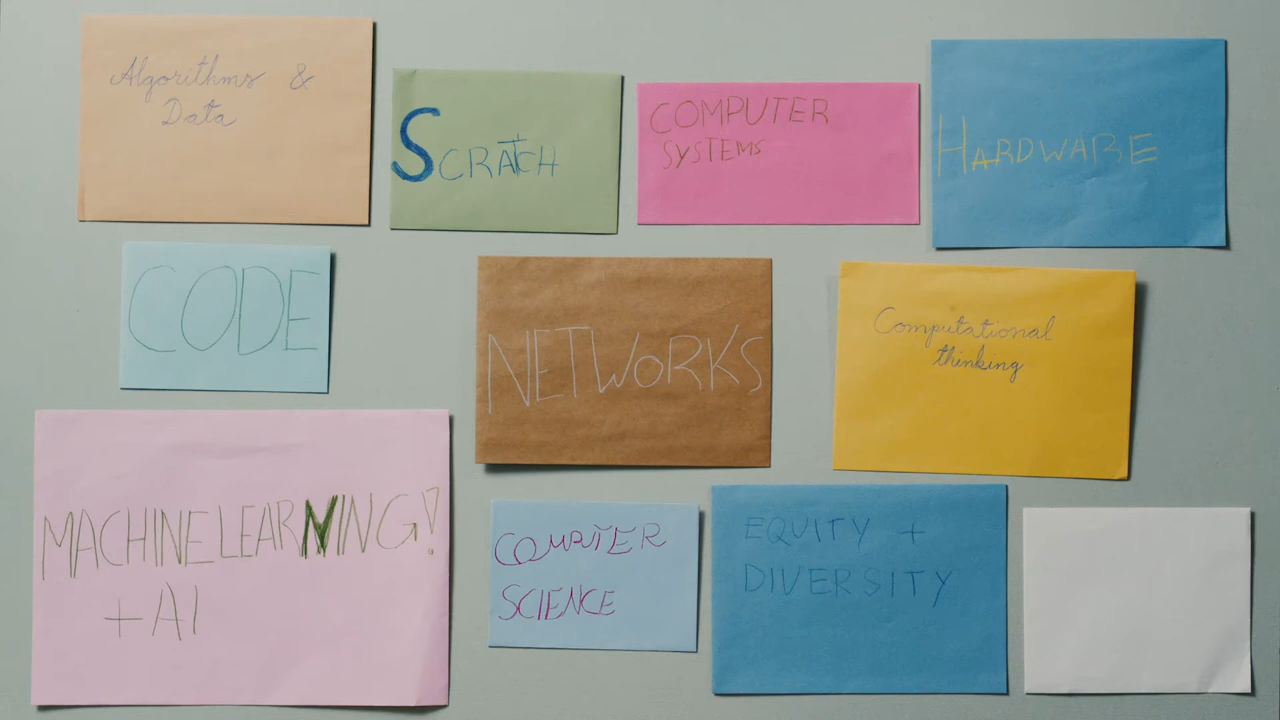 Algorithms &
Data
SCRATCH
COMPUTER
SYSTEMS
HARDWARE
CODE
NETWORKS
Computational
thinking
MACHINE LEARNING!
+ AI
COMPUTER
SCIENCE
EQUITY +
DIVERSITY